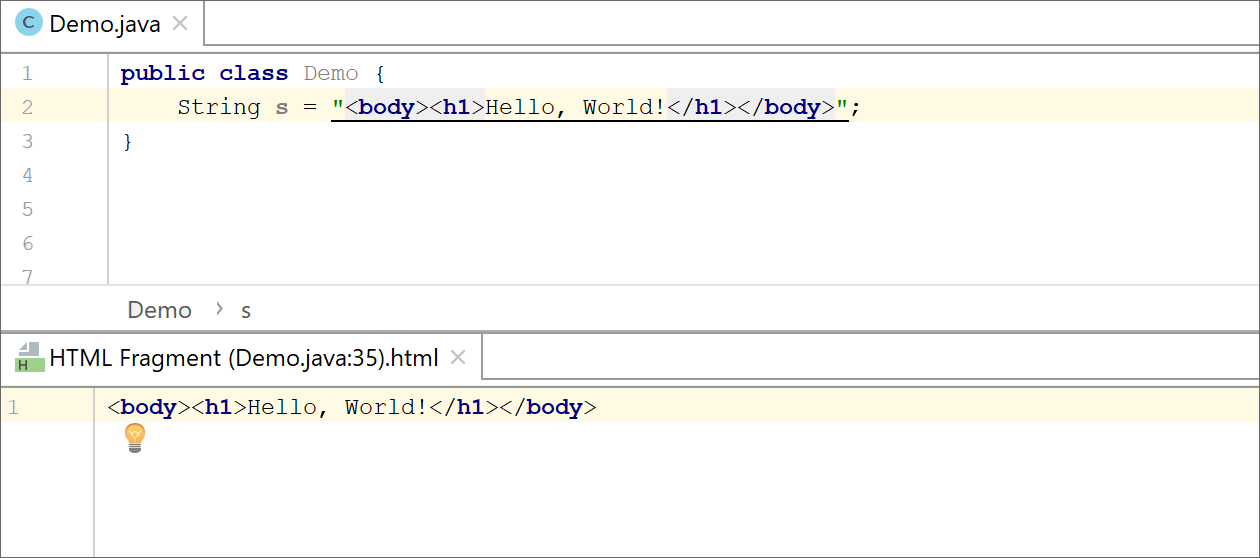 C Demo.java
1 public class Demo {
2     String s = "<body><h1>Hello, World!</h1></body>";
3 }
4
5
6
7
Demo › s
H HTML Fragment (Demo.java:35).html
1 <body><h1>Hello, World!</h1></body>